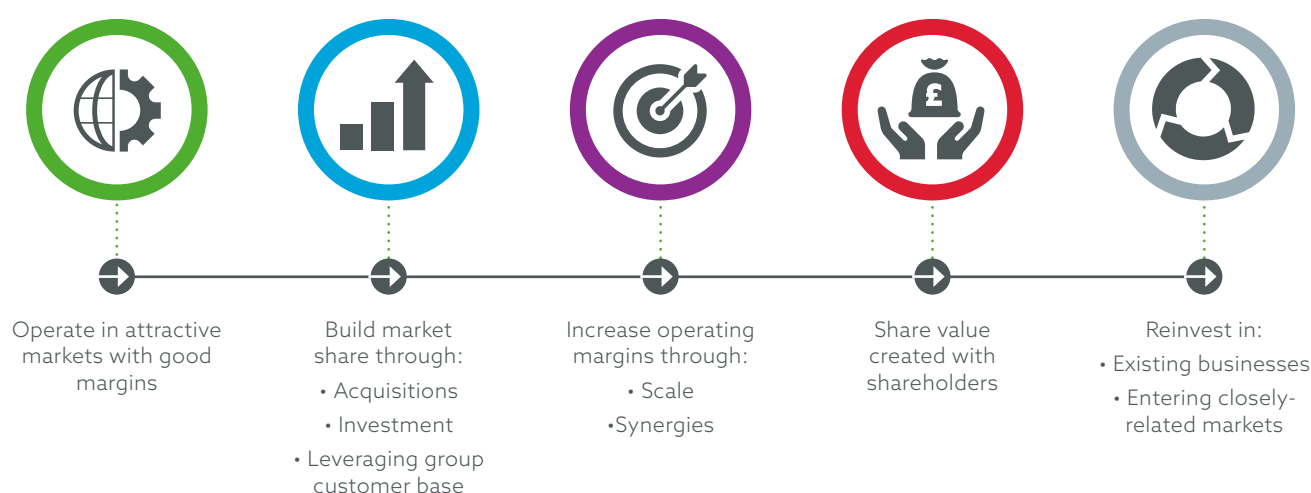 £
Operate in attractive
markets with good
margins
Build market
share through:
• Acquisitions
• Investment
• Leveraging group
customer base
Increase operating
margins through:
• Scale
•Synergies
Share value
created with
shareholders
Reinvest in:
• Existing businesses
• Entering closely-
related markets